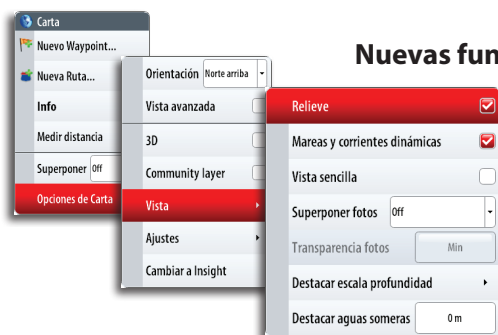 Carta
Nuevo Waypoint...
Nueva Ruta...
Info
Medir distancia
Superponer Off
Opciones de Carta
Orientación Norte arriba
Vista avanzada
3D
Community layer
Vista
Ajustes
Cambiar a Insight
Nuevas fun
Relieve
Mareas y corrientes dinámicas
Vista sencilla
Superponer fotos Off
Transparencia fotos Min
Destacar escala profundidad
Destacar aguas someras 0 m